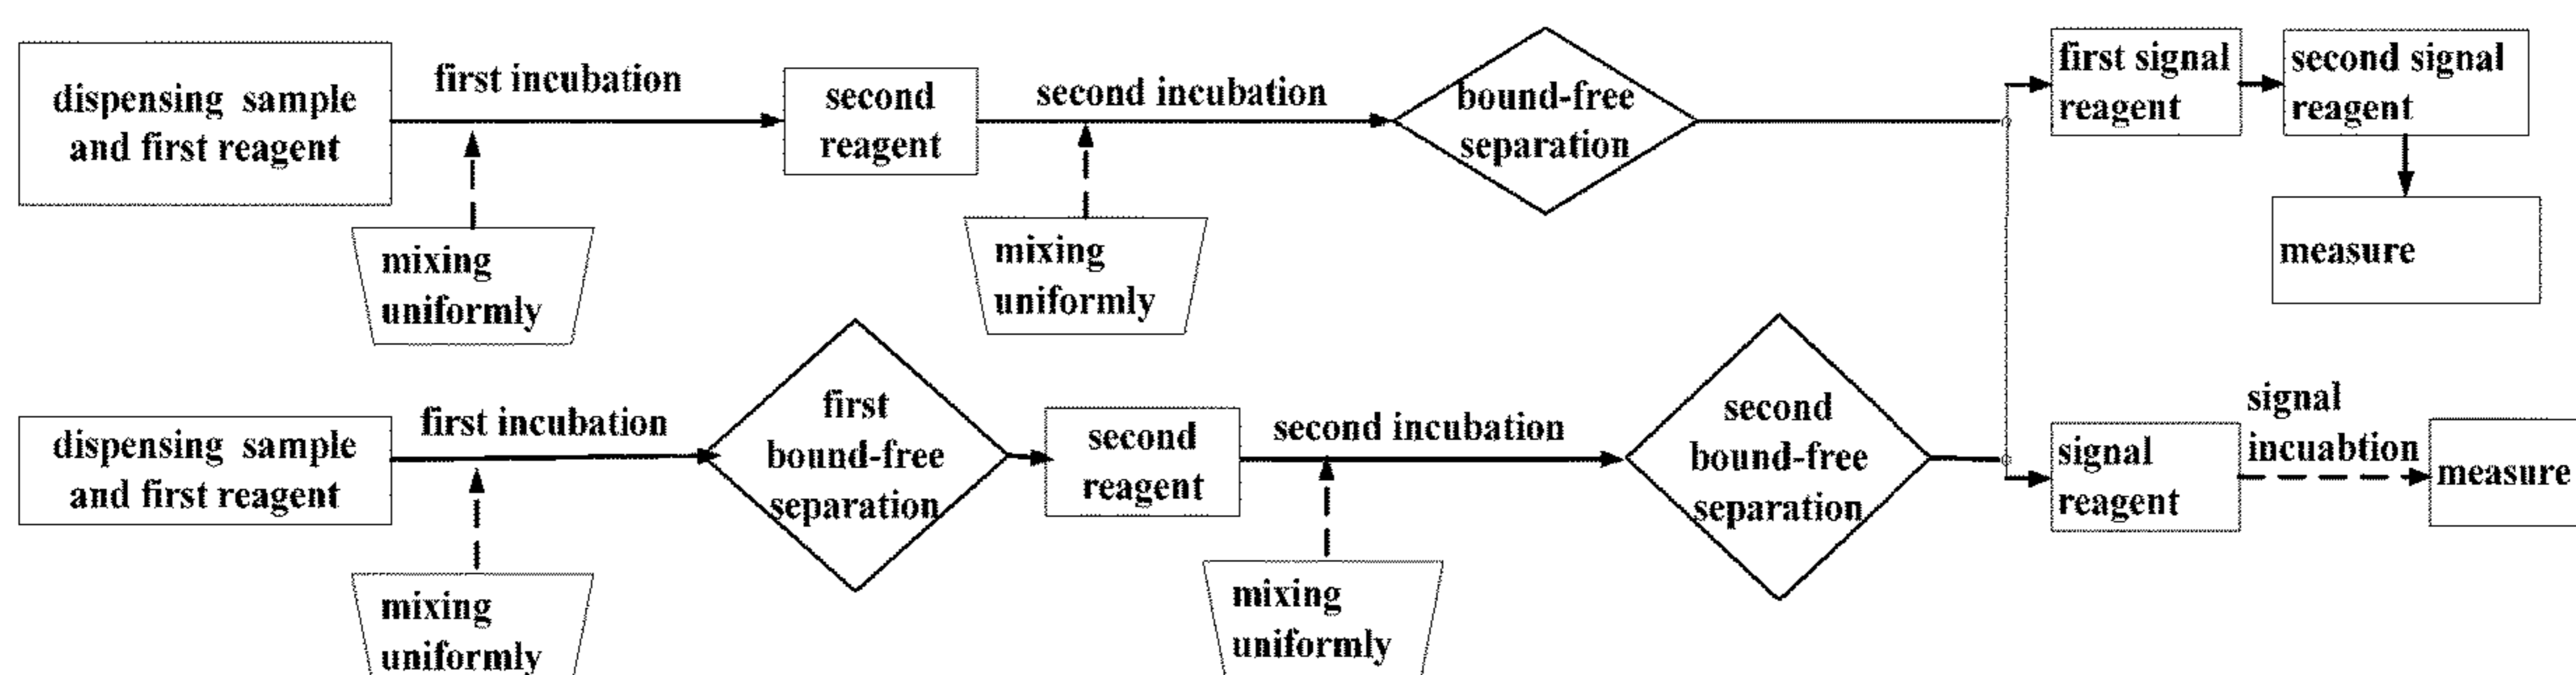 dispensing sample
and first reagent
first incubation
mixing
uniformly
second
reagent
second incubation
mixing
uniformly
bound-free
separation
first signal
reagent
second signal
reagent
measure
dispensing sample
and first reagent
first incubation
mixing
uniformly
first
bound-free
separation
second
reagent
second incubation
mixing
uniformly
second
bound-free
separation
signal
reagent
signal
incuabtion
measure